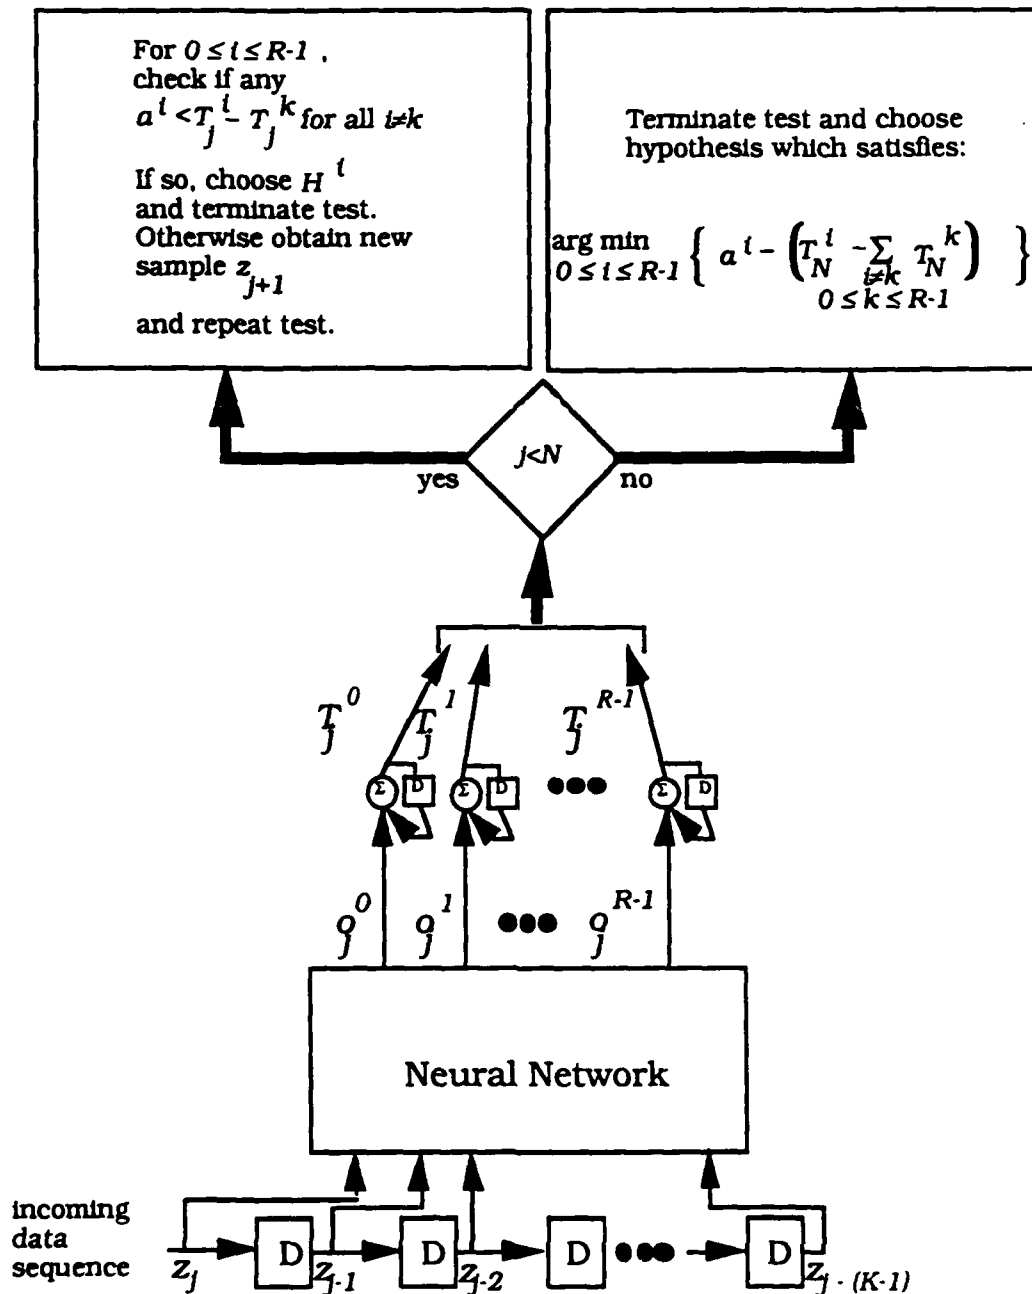 For 0 ≤ i ≤ R-1 ,
check if any
a^i < T_j^i - T_j^k for all i≠k
If so, choose H^i
and terminate test.
Otherwise obtain new
sample z_{j+1}
and repeat test.
Terminate test and choose
hypothesis which satisfies:
arg min { a^i - ( T_N^i - Σ T_N^k ) }
0 ≤ i ≤ R-1
i≠k
0 ≤ k ≤ R-1
j<N
yes
no
T_j^0
T_j^1
T_j^{R-1}
Σ D Σ D ●●● Σ D
o_j^0 o_j^1 ●●● o_j^{R-1}
Neural Network
incoming
data
sequence
z_j D z_{j-1} D z_{j-2} D ●●● D z_{j - (K-1)}